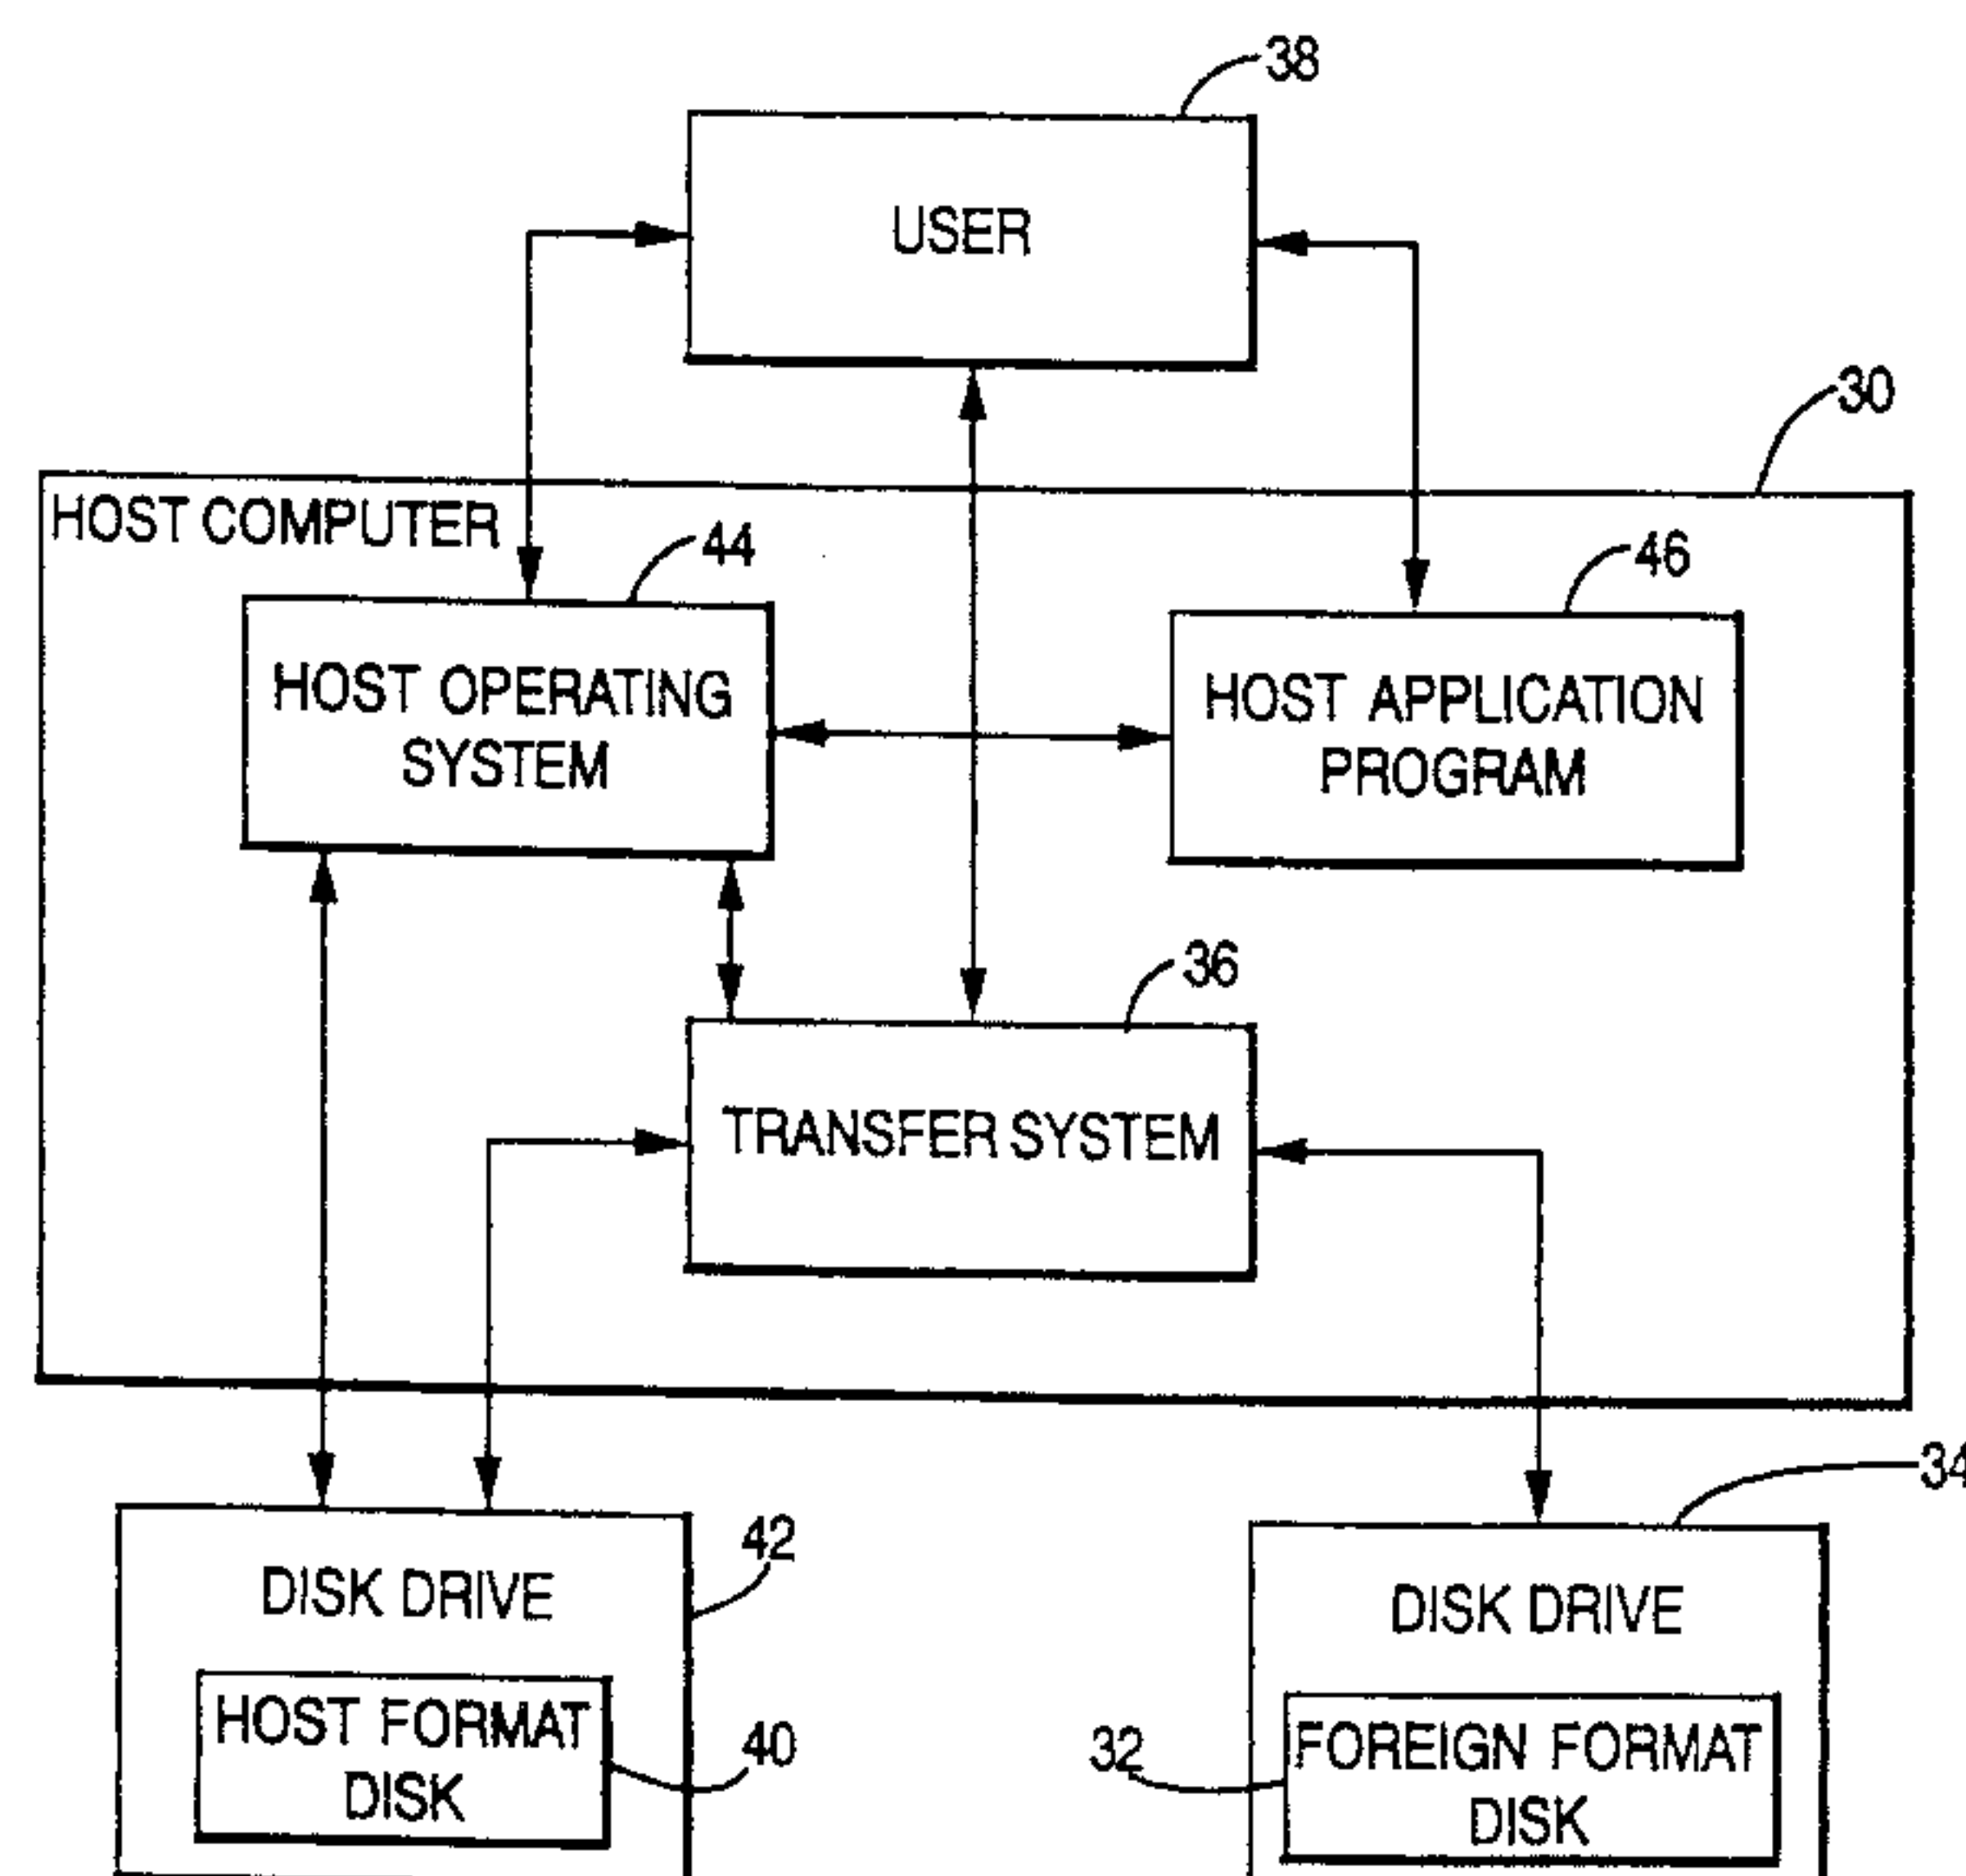 38
USER
30
HOST COMPUTER
44
46
HOST OPERATING
SYSTEM
HOST APPLICATION
PROGRAM
36
TRANSFER SYSTEM
34
42
DISK DRIVE
DISK DRIVE
HOST FORMAT
DISK
40
32
FOREIGN FORMAT
DISK